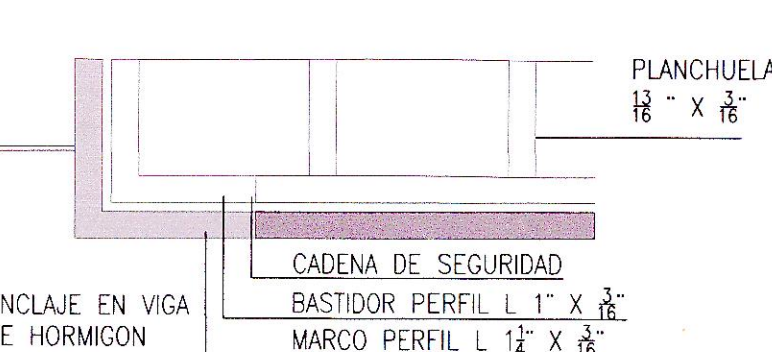 PLANCHUELA
13/16" X 3/16"
CADENA DE SEGURIDAD
NCLAJE EN VIGA
BASTIDOR PERFIL L 1" X 3/16"
E HORMIGON
MARCO PERFIL L 1 1/4" X 3/16"